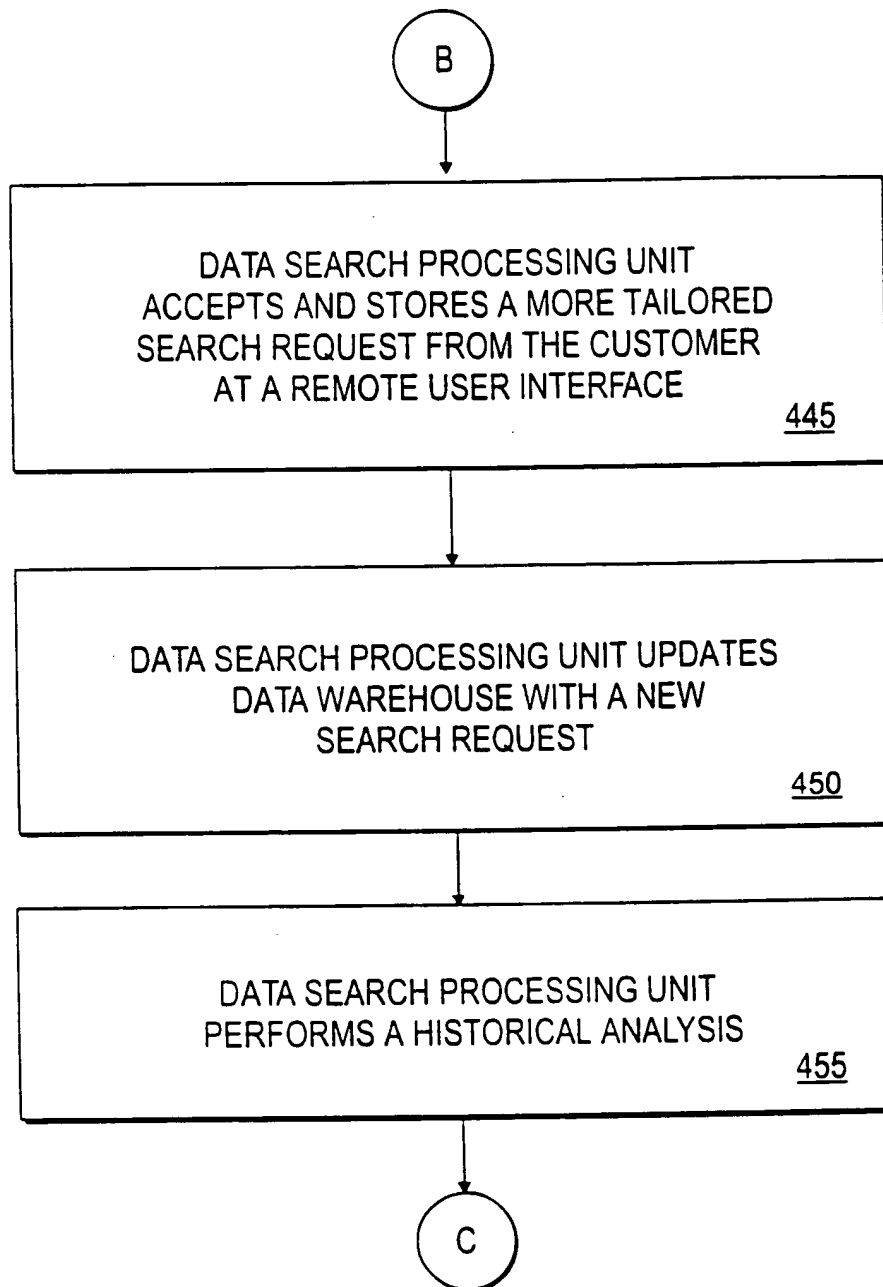 B
DATA SEARCH PROCESSING UNIT
ACCEPTS AND STORES A MORE TAILORED
SEARCH REQUEST FROM THE CUSTOMER
AT A REMOTE USER INTERFACE
445
DATA SEARCH PROCESSING UNIT UPDATES
DATA WAREHOUSE WITH A NEW
SEARCH REQUEST
450
DATA SEARCH PROCESSING UNIT
PERFORMS A HISTORICAL ANALYSIS
455
C